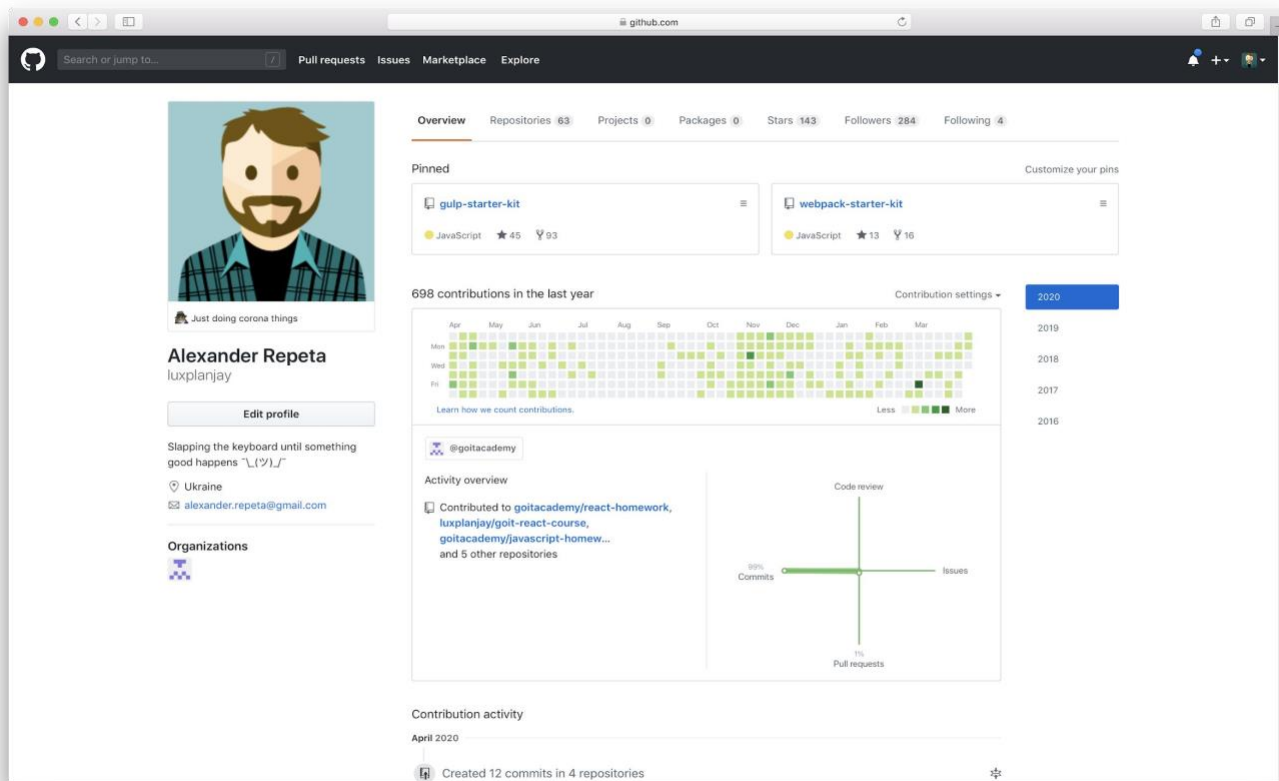 github.com
Search or jump to...
/
Pull requests Issues Marketplace Explore
Just doing corona things
Alexander Repeta
luxplanjay
Edit profile
Slapping the keyboard until something
good happens ¯\_(ツ)_/¯
Ukraine
alexander.repeta@gmail.com
Organizations
Overview Repositories 63 Projects 0 Packages 0 Stars 143 Followers 284 Following 4
Pinned Customize your pins
gulp-starter-kit
JavaScript 45 93
webpack-starter-kit
JavaScript 13 16
698 contributions in the last year Contribution settings
Apr May Jun Jul Aug Sep Oct Nov Dec Jan Feb Mar
Mon
Wed
Fri
Learn how we count contributions. Less More
@goitacademy
Activity overview
Contributed to goitacademy/react-homework,
luxplanjay/goit-react-course,
goitacademy/javascript-homew...
and 5 other repositories
Code review
99%
Commits
Issues
1%
Pull requests
2020
2019
2018
2017
2016
Contribution activity
April 2020
Created 12 commits in 4 repositories